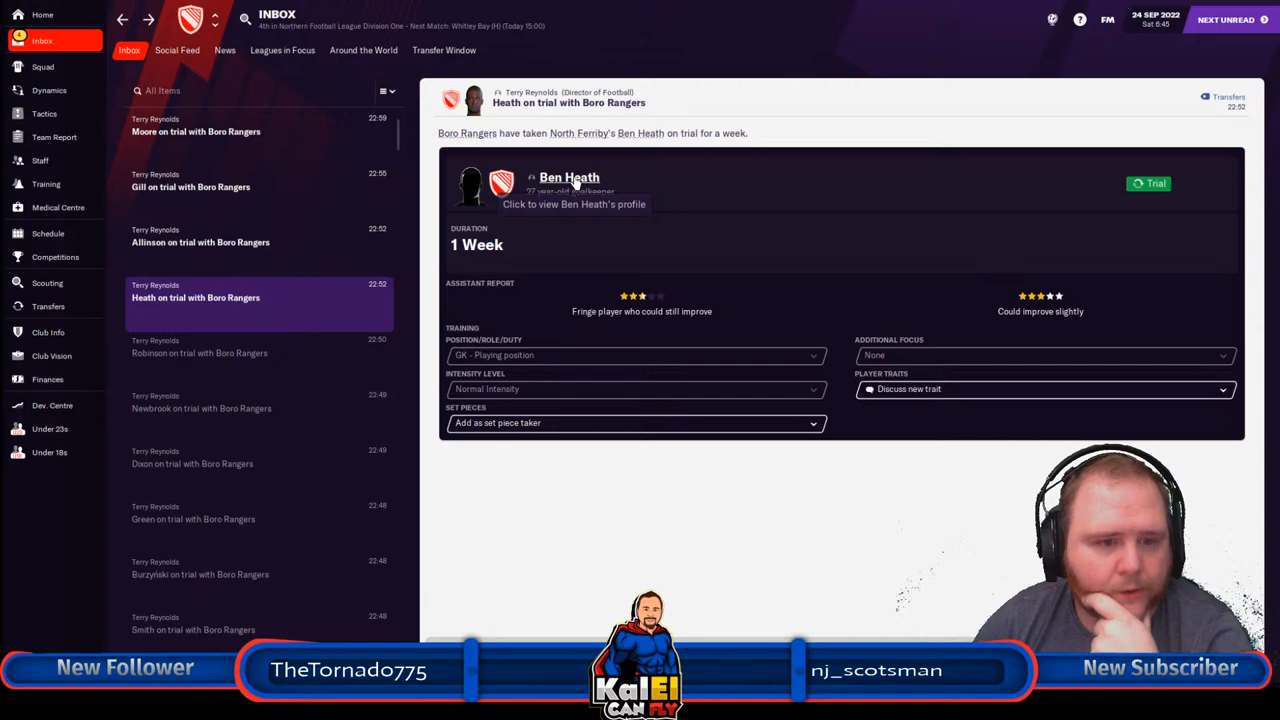 Home
4
Inbox
Squad
Dynamics
Tactics
Team Report
Staff
Training
Medical Centre
Schedule
Competitions
Scouting
Transfers
Club Info
Club Vision
Finances
Dev. Centre
Under 23s
Under 18s
INBOX
4th in Northern Football League Division One - Next Match: Whitley Bay (H) (Today 15:00)
FM
24 SEP 2022
Sat 6:45
NEXT UNREAD
Inbox
Social Feed
News
Leagues in Focus
Around the World
Transfer Window
All Items
Terry Reynolds 22:59
Moore on trial with Boro Rangers
Terry Reynolds 22:55
Gill on trial with Boro Rangers
Terry Reynolds 22:52
Allinson on trial with Boro Rangers
Terry Reynolds 22:52
Heath on trial with Boro Rangers
Terry Reynolds 22:50
Robinson on trial with Boro Rangers
Terry Reynolds 22:49
Newbrook on trial with Boro Rangers
Terry Reynolds 22:49
Dixon on trial with Boro Rangers
Terry Reynolds 22:48
Green on trial with Boro Rangers
Terry Reynolds 22:48
Burzyński on trial with Boro Rangers
Terry Reynolds 22:48
Smith on trial with Boro Rangers
Terry Reynolds (Director of Football)
Heath on trial with Boro Rangers
Transfers
22:52
Boro Rangers have taken North Ferriby's Ben Heath on trial for a week.
Ben Heath
27 year-old goalkeeper
Click to view Ben Heath's profile
Trial
DURATION
1 Week
ASSISTANT REPORT
Fringe player who could still improve
Could improve slightly
TRAINING
POSITION/ROLE/DUTY
GK - Playing position
ADDITIONAL FOCUS
None
INTENSITY LEVEL
Normal Intensity
PLAYER TRAITS
Discuss new trait
SET PIECES
Add as set piece taker
New Follower
TheTornado775
KalEl
CAN FLY
nj_scotsman
New Subscriber